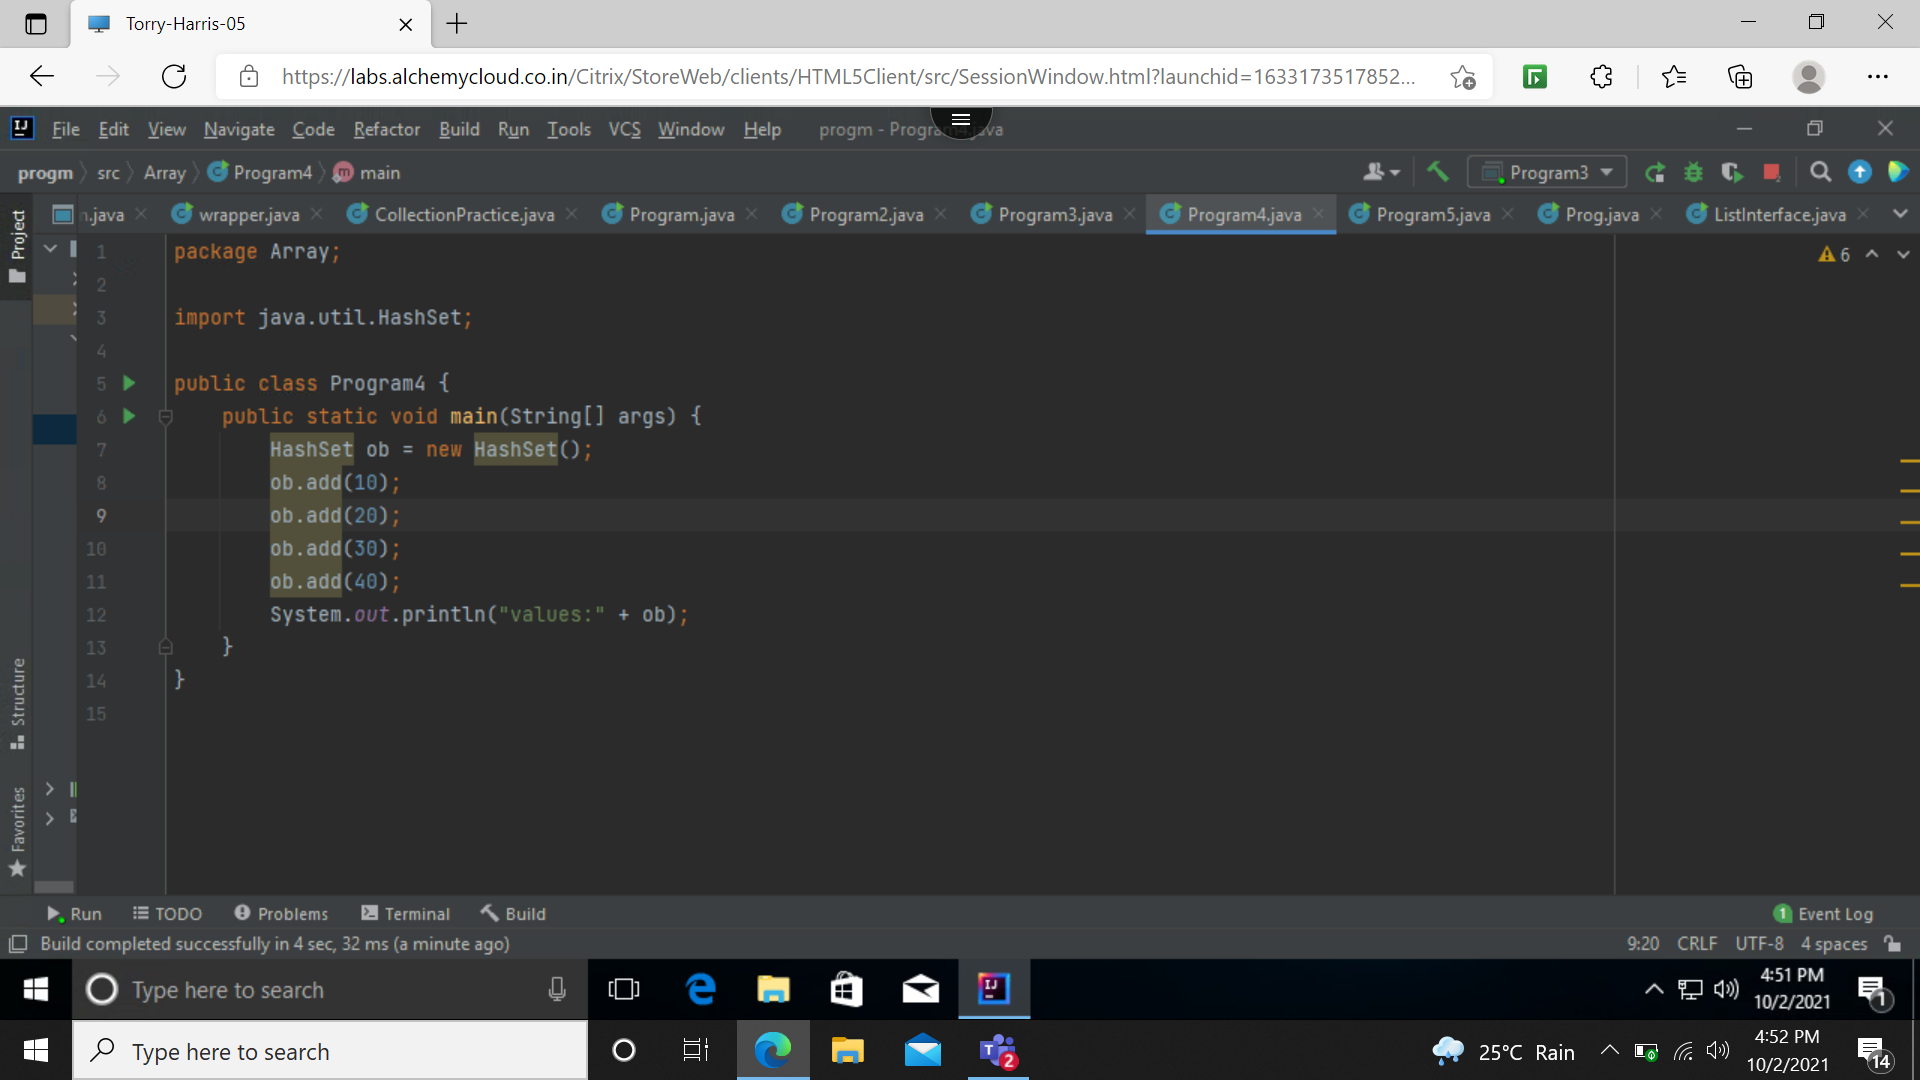 Torry-Harris-05
https://labs.alchemycloud.co.in/Citrix/StoreWeb/clients/HTML5Client/src/SessionWindow.html?launchid=1633173517852...
File Edit View Navigate Code Refactor Build Run Tools VCS Window Help progm - Program4.java
progm src Array Program4 main Program3
n.java wrapper.java CollectionPractice.java Program.java Program2.java Program3.java Program4.java Program5.java Prog.java ListInterface.java
Project
1 package Array;
6
2
3 import java.util.HashSet;
4
5 public class Program4 {
6 public static void main(String[] args) {
7 HashSet ob = new HashSet();
8 ob.add(10);
9 ob.add(20);
10 ob.add(30);
11 ob.add(40);
12 System.out.println("values:" + ob);
13 }
14 }
15
Structure
Favorites
Run TODO Problems Terminal Build 1 Event Log
Build completed successfully in 4 sec, 32 ms (a minute ago) 9:20 CRLF UTF-8 4 spaces
Type here to search
4:51 PM
10/2/2021
1
Type here to search
2
25°C Rain
4:52 PM
10/2/2021
14